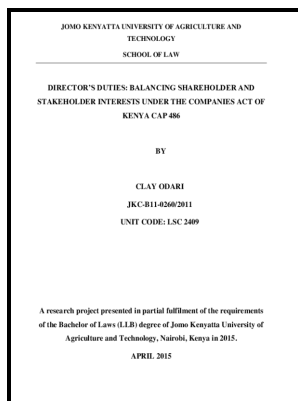 JOMO KENYATTA UNIVERSITY OF AGRICULTURE AND
TECHNOLOGY
SCHOOL OF LAW
DIRECTOR'S DUTIES: BALANCING SHAREHOLDER AND
STAKEHOLDER INTERESTS UNDER THE COMPANIES ACT OF
KENYA CAP 486
BY
CLAY ODARI
JKC-B11-0260/2011
UNIT CODE: LSC 2409
A research project presented in partial fulfilment of the requirements
of the Bachelor of Laws (LLB) degree of Jomo Kenyatta University of
Agriculture and Technology, Nairobi, Kenya in 2015.
APRIL 2015